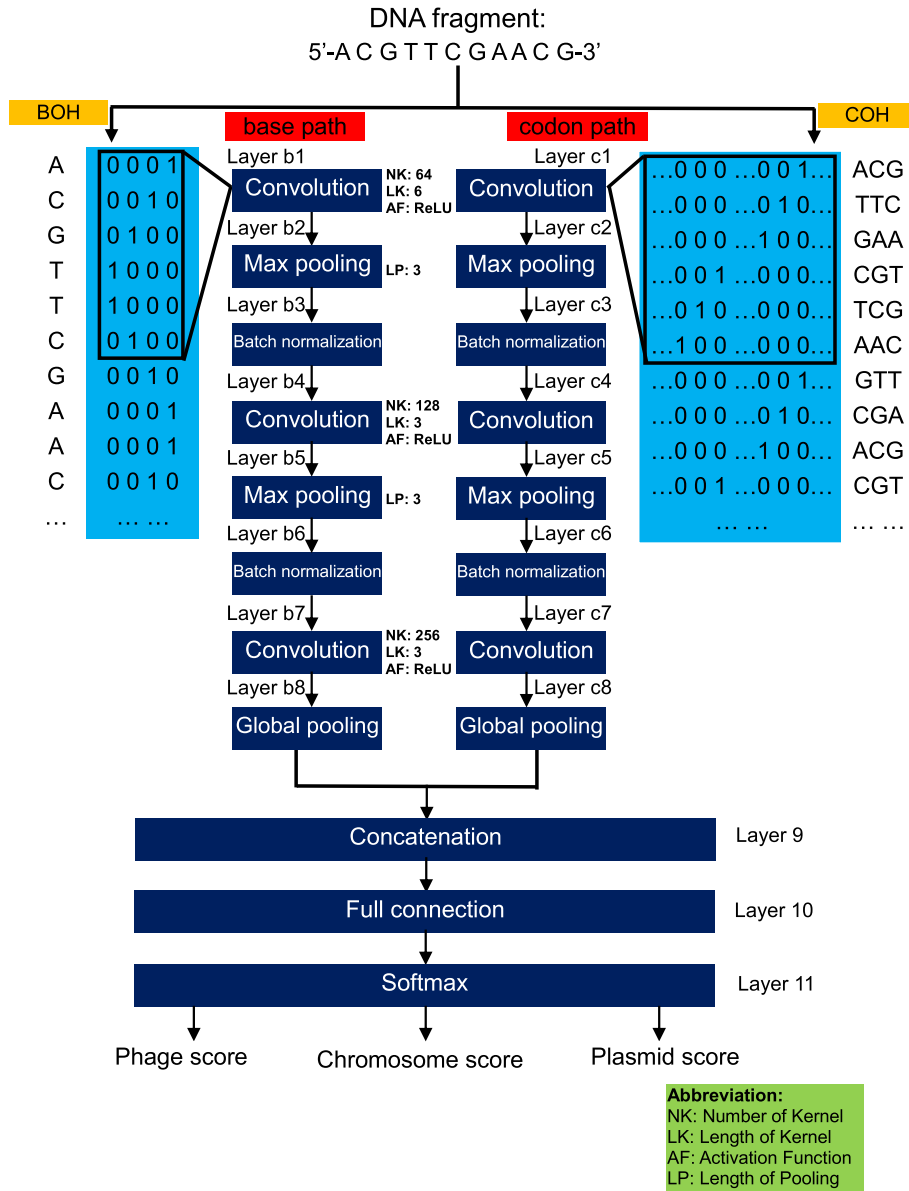 DNA fragment:
5’-A C G T T C G A A C G-3’
BOH
base path
codon path
COH
A 0 0 0 1
C 0 0 1 0
G 0 1 0 0
T 1 0 0 0
T 1 0 0 0
C 0 1 0 0
G 0 0 1 0
A 0 0 0 1
A 0 0 0 1
C 0 0 1 0
... ... ...
Layer b1
Convolution
NK: 64
LK: 6
AF: ReLU
Layer b2
Max pooling
LP: 3
Layer b3
Batch normalization
Layer b4
Convolution
NK: 128
LK: 3
AF: ReLU
Layer b5
Max pooling
LP: 3
Layer b6
Batch normalization
Layer b7
Convolution
NK: 256
LK: 3
AF: ReLU
Layer b8
Global pooling
Layer c1
Convolution
Layer c2
Max pooling
Layer c3
Batch normalization
Layer c4
Convolution
Layer c5
Max pooling
Layer c6
Batch normalization
Layer c7
Convolution
Layer c8
Global pooling
...0 0 0 ...0 0 1... ACG
...0 0 0 ...0 1 0... TTC
...0 0 0 ...1 0 0... GAA
...0 0 1 ...0 0 0... CGT
...0 1 0 ...0 0 0... TCG
...1 0 0 ...0 0 0... AAC
...0 0 0 ...0 0 1... GTT
...0 0 0 ...0 1 0... CGA
...0 0 0 ...1 0 0... ACG
...0 0 1 ...0 0 0... CGT
... ... ... ...
Concatenation
Layer 9
Full connection
Layer 10
Softmax
Layer 11
Phage score
Chromosome score
Plasmid score
Abbreviation:
NK: Number of Kernel
LK: Length of Kernel
AF: Activation Function
LP: Length of Pooling